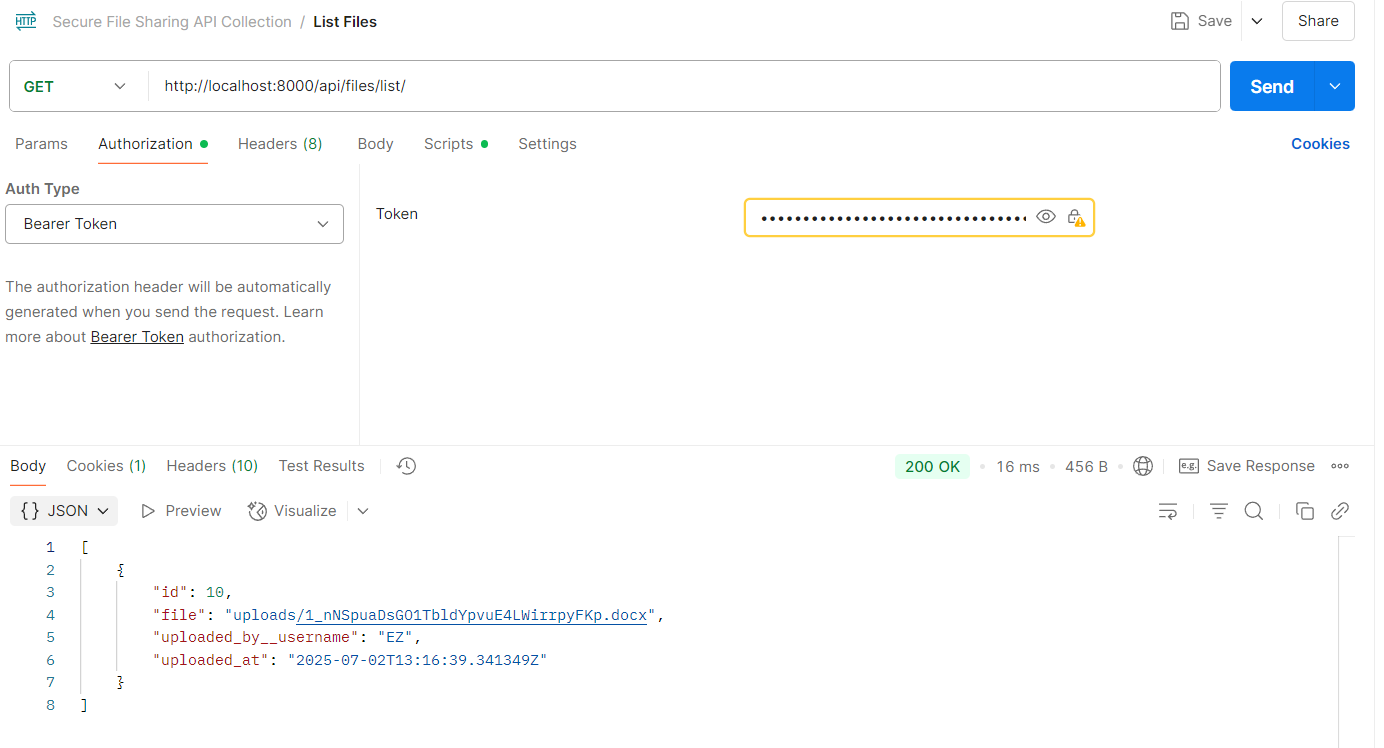 HTTP Secure File Sharing API Collection / List Files Save Share
GET http://localhost:8000/api/files/list/ Send
Params Authorization Headers (8) Body Scripts Settings Cookies
Auth Type
Bearer Token
Token ••••••••••••••••••••••••••••••••
The authorization header will be automatically
generated when you send the request. Learn
more about Bearer Token authorization.
Body Cookies (1) Headers (10) Test Results 200 OK • 16 ms • 456 B • e.g. Save Response
{} JSON Preview Visualize
1 [
2 {
3 "id": 10,
4 "file": "uploads/1_nNSpuaDsGO1TbldYpvuE4LWirrpyFKp.docx",
5 "uploaded_by__username": "EZ",
6 "uploaded_at": "2025-07-02T13:16:39.341349Z"
7 }
8 ]